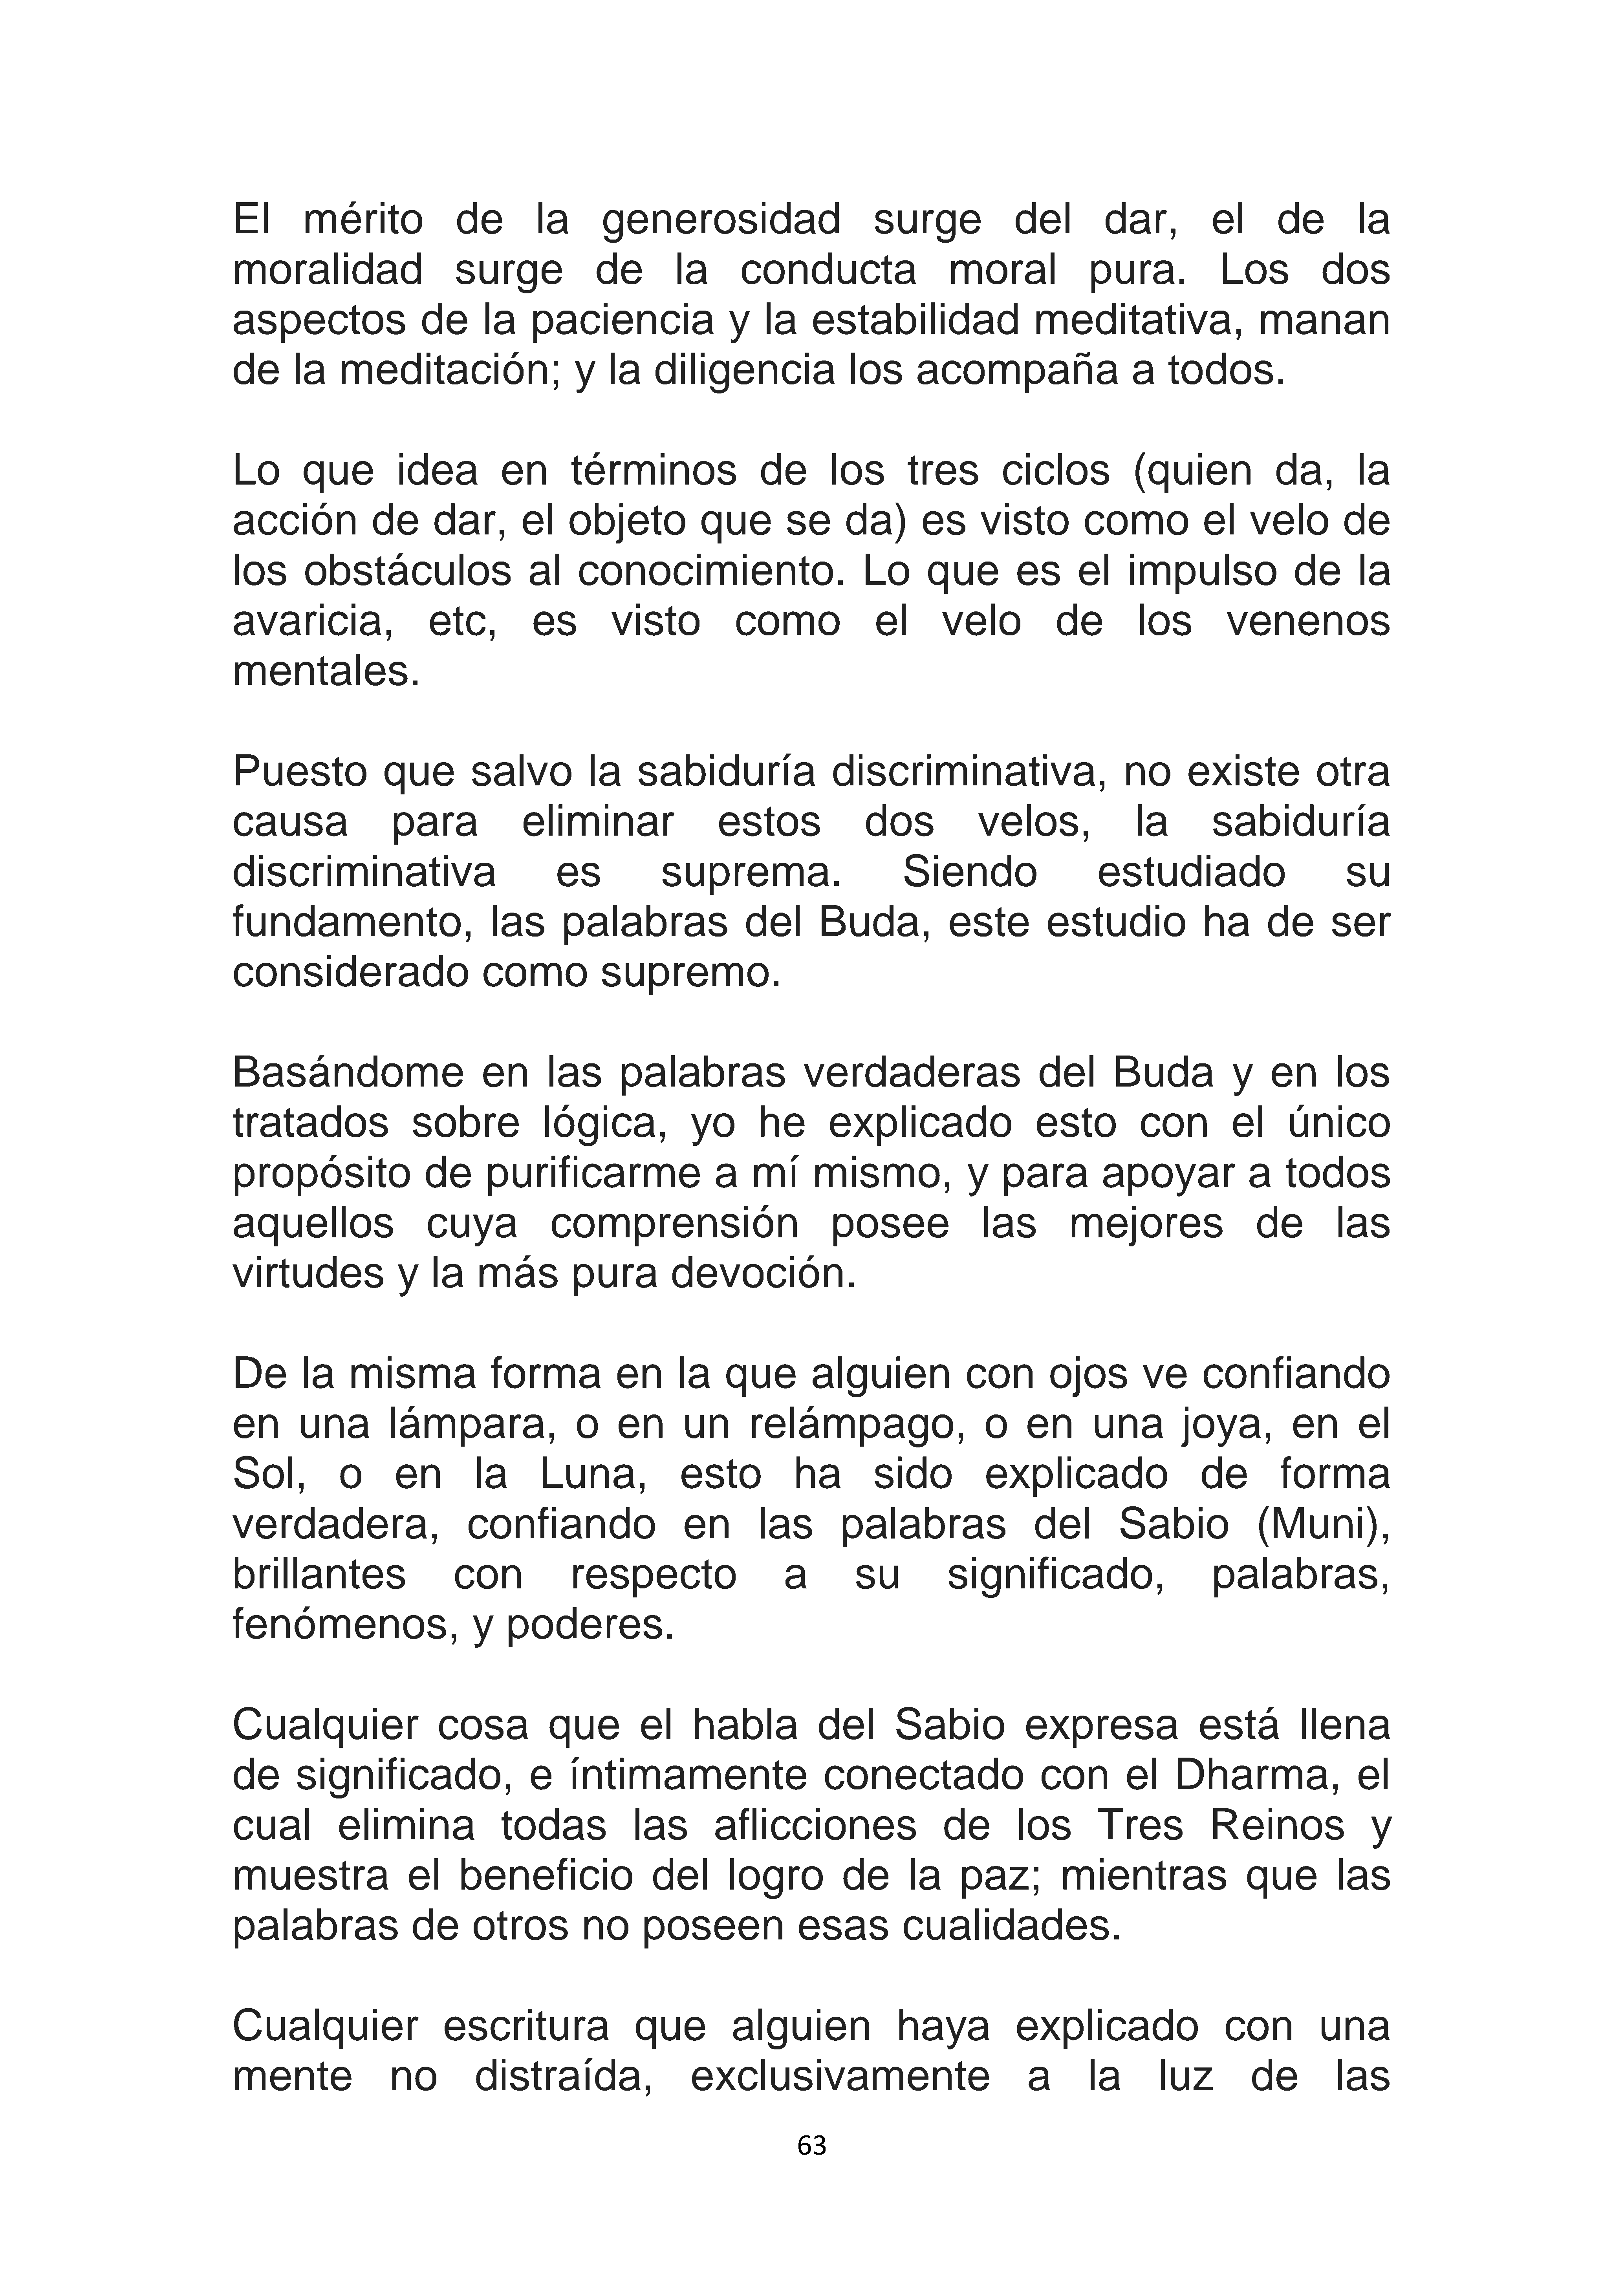 El mérito de la generosidad surge del dar, el de la
moralidad surge de la conducta moral pura. Los dos
aspectos de la paciencia y la estabilidad meditativa, manan
de la meditación; y la diligencia los acompaña a todos.
Lo que idea en términos de los tres ciclos (quien da, la
acción de dar, el objeto que se da) es visto como el velo de
los obstáculos al conocimiento. Lo que es el impulso de la
avaricia, etc, es visto como el velo de los venenos
mentales.
Puesto que salvo la sabiduría discriminativa, no existe otra
causa para eliminar estos dos velos, la sabiduría
discriminativa es suprema. Siendo estudiado su
fundamento, las palabras del Buda, este estudio ha de ser
considerado como supremo.
Basándome en las palabras verdaderas del Buda y en los
tratados sobre lógica, yo he explicado esto con el único
propósito de purificarme a mí mismo, y para apoyar a todos
aquellos cuya comprensión posee las mejores de las
virtudes y la más pura devoción.
De la misma forma en la que alguien con ojos ve confiando
en una lámpara, o en un relámpago, o en una joya, en el
Sol, o en la Luna, esto ha sido explicado de forma
verdadera, confiando en las palabras del Sabio (Muni),
brillantes con respecto a su significado, palabras,
fenómenos, y poderes.
Cualquier cosa que el habla del Sabio expresa está llena
de significado, e íntimamente conectado con el Dharma, el
cual elimina todas las aflicciones de los Tres Reinos y
muestra el beneficio del logro de la paz; mientras que las
palabras de otros no poseen esas cualidades.
Cualquier escritura que alguien haya explicado con una
mente no distraída, exclusivamente a la luz de las
63